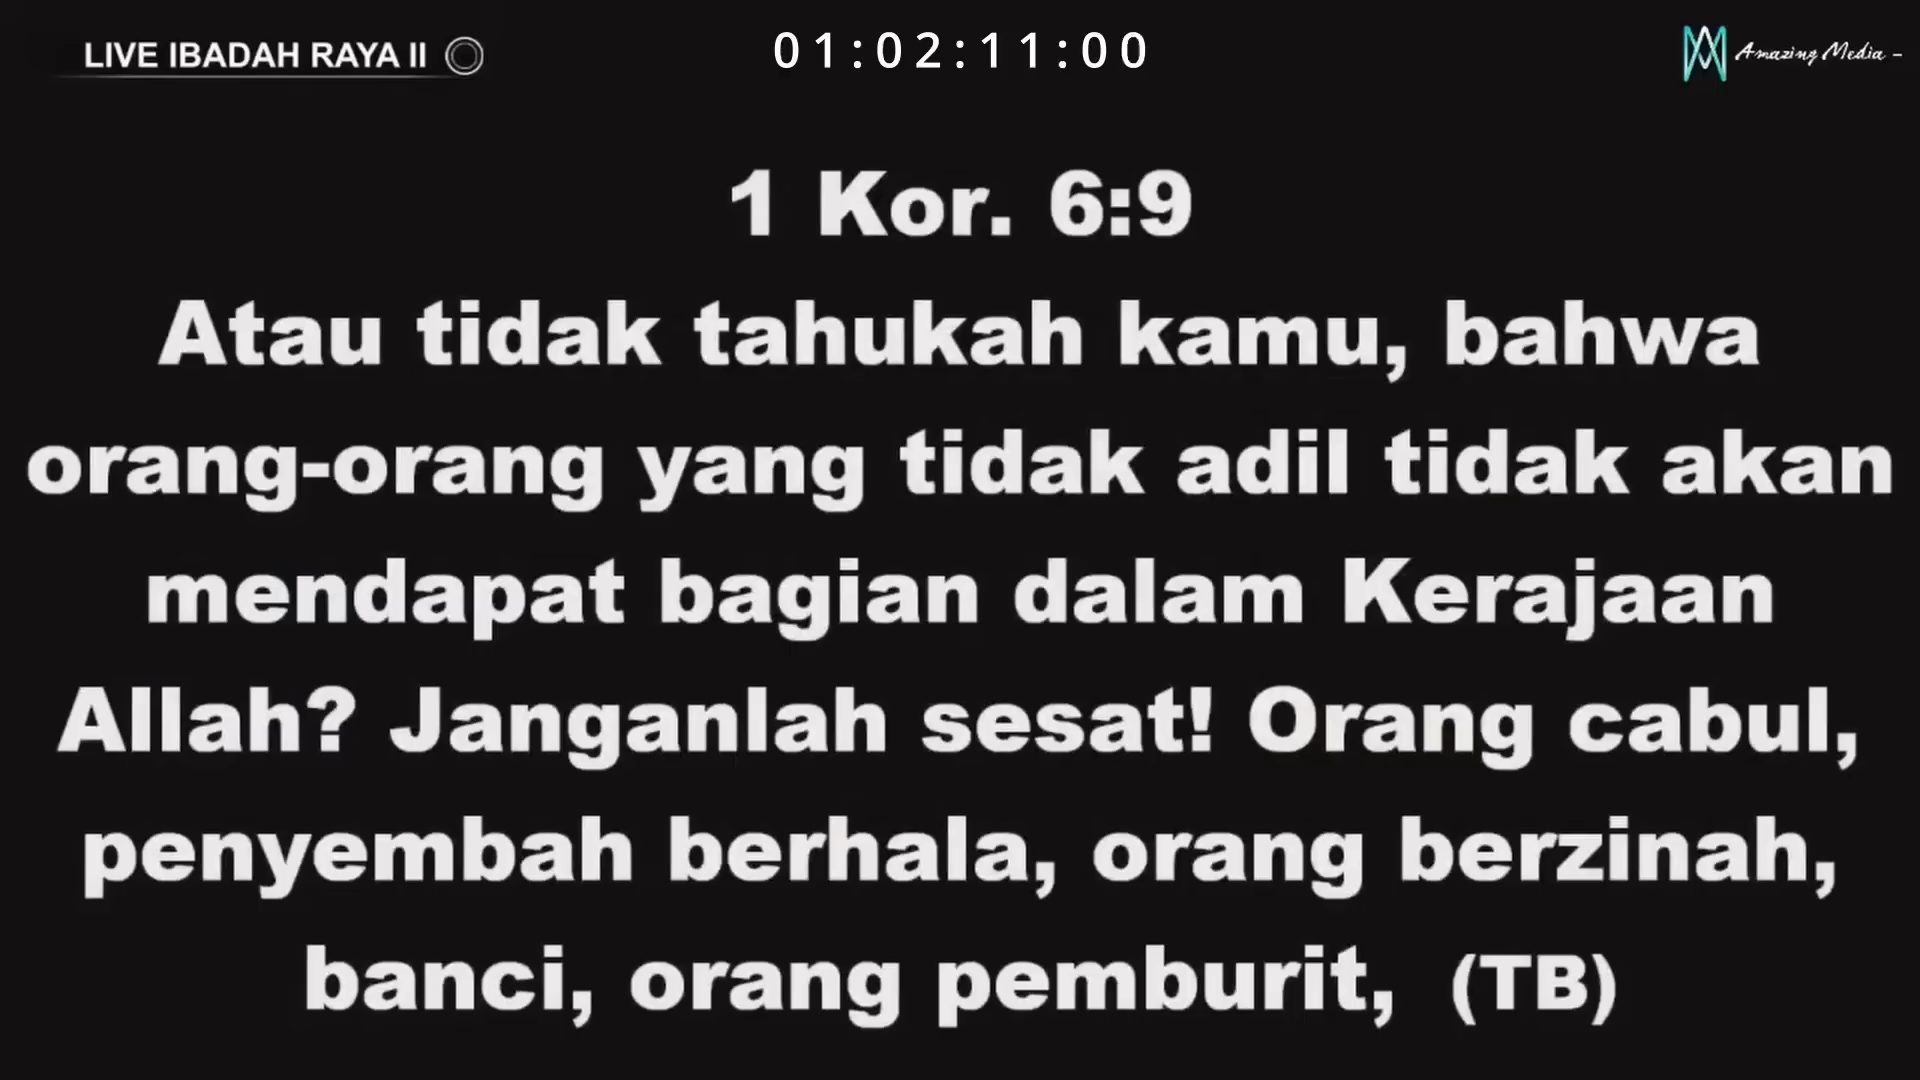 LIVE IBADAH RAYA II
01:02:11:00
Amazing Media -
1 Kor. 6:9
Atau tidak tahukah kamu, bahwa
orang-orang yang tidak adil tidak akan
mendapat bagian dalam Kerajaan
Allah? Janganlah sesat! Orang cabul,
penyembah berhala, orang berzinah,
banci, orang pemburit, (TB)